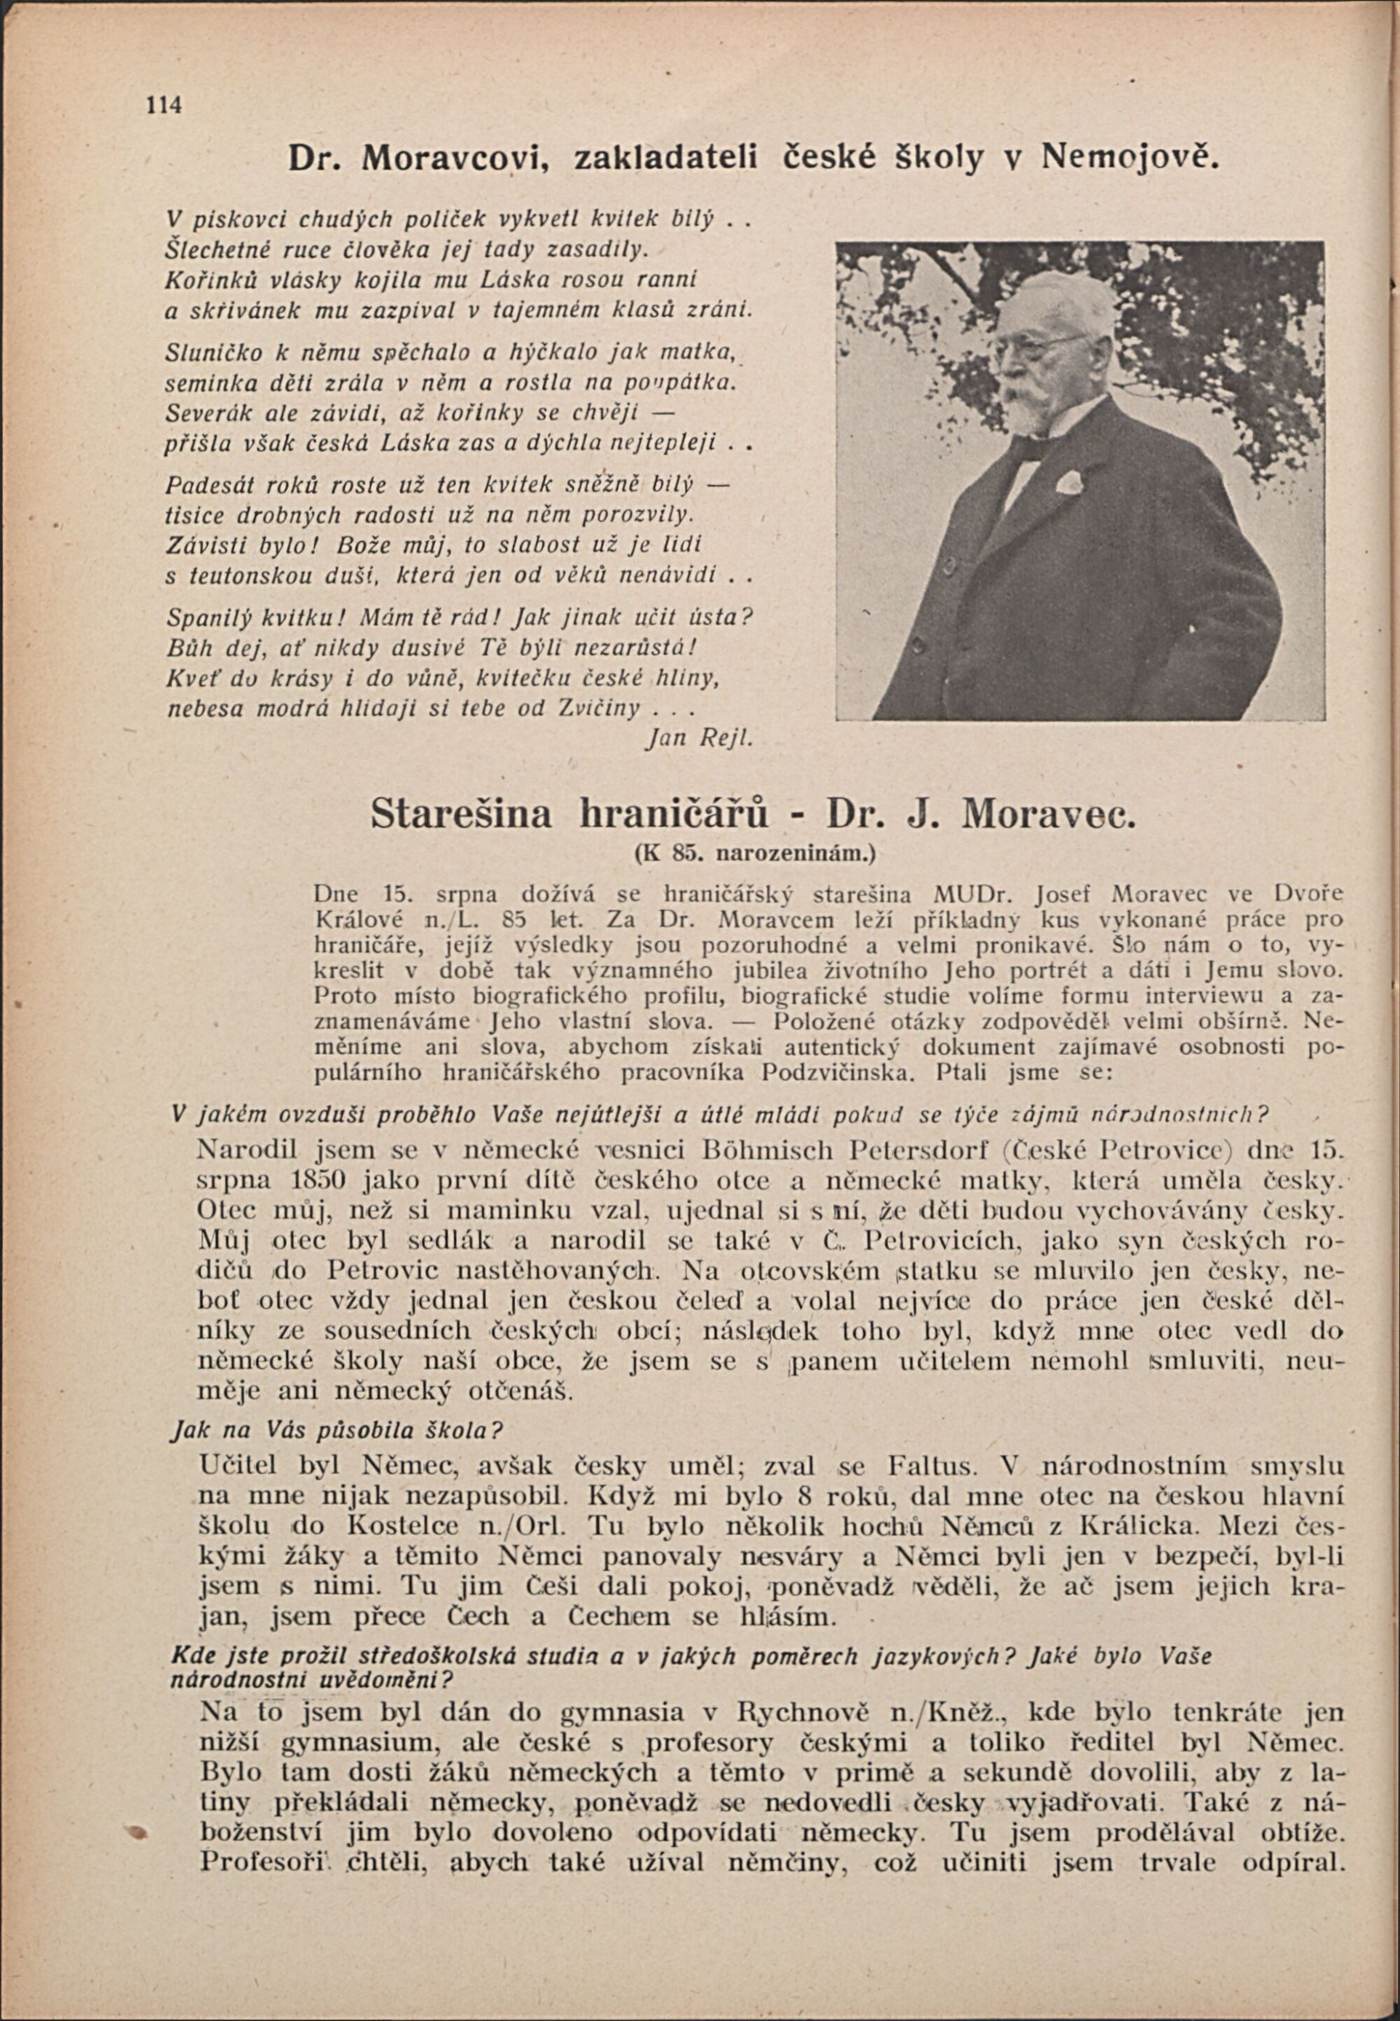 114
Dr. Moravcovi, zakladateli české školy v Nemojově.
V pískovci chudých políček vykvetl kvítek bílý . .
Šlechetné ruce člověka jej tady zasadily.
Kořínků vlásky kojila mu Láska rosou ranní
a skřivánek mu zazpíval v tajemném klasů zrání.
Sluníčko k němu spěchalo a hýčkalo jak matka,
semínka dětí zrála v něm a rostla na poupátka.
Severák ale závidí, až kořínky se chvějí —
přišla však česká Láska zas a dýchla nejtepleji . .
Padesát roků roste už ten kvítek sněžně bílý —
tisíce drobných radostí už na něm porozvily.
Závisti bylo! Bože můj, to slabost už je lidí
s teutonskou duší, která jen od věků nenávidí . .
Spanilý kvítku! Mám tě rád! Jak jinak učit ústa?
Bůh dej, ať nikdy dusivé Tě býlí nezarůstá!
Kveť do krásy i do vůně, kvítečku české hlíny,
nebesa modrá hlídají si tebe od Zvičiny . . .
Jan Rejl.
Starešina hraničářů - Dr. J. Moravec.
(K 85. narozeninám.)
Dne 15. srpna dožívá se hraničářský starešina MUDr. Josef Moravec ve Dvoře
Králové n./L. 85 let. Za Dr. Moravcem leží příkladný kus vykonané práce pro
hraničáře, jejíž výsledky jsou pozoruhodné a velmi pronikavé. Šlo nám o to, vy-
kreslit v době tak významného jubilea životního Jeho portrét a dáti i Jemu slovo.
Proto místo biografického profilu, biografické studie volíme formu interviewu a za-
znamenáváme Jeho vlastní slova. — Položené otázky zodpověděl velmi obšírně. Ne-
měníme ani slova, abychom získali autentický dokument zajímavé osobnosti po-
pulárního hraničářského pracovníka Podzvičinska. Ptali jsme se:
V jakém ovzduší proběhlo Vaše nejútlejší a útlé mládí pokud se týče zájmů národnostních?
Narodil jsem se v německé vesnici Böhmisch Petersdorf (České Petrovice) dne 15.
srpna 1850 jako první dítě českého otce a německé matky, která uměla česky.
Otec můj, než si maminku vzal, ujednal si s ní, že děti budou vychovávány česky.
Můj otec byl sedlák a narodil se také v Č. Petrovicích, jako syn českých ro-
dičů do Petrovic nastěhovaných. Na otcovském statku se mluvilo jen česky, ne-
boť otec vždy jednal jen českou čeleď a volal nejvíce do práce jen české děl-
níky ze sousedních českých obcí; následek toho byl, když mne otec vedl do
německé školy naší obce, že jsem se s panem učitelem nemohl smluviti, neu-
měje ani německý otčenáš.
Jak na Vás působila škola?
Učitel byl Němec, avšak česky uměl; zval se Faltus. V národnostním smyslu
na mne nijak nezapůsobil. Když mi bylo 8 roků, dal mne otec na českou hlavní
školu do Kostelce n./Orl. Tu bylo několik hochů Němců z Králicka. Mezi čes-
kými žáky a těmito Němci panovaly nesváry a Němci byli jen v bezpečí, byl-li
jsem s nimi. Tu jim Češi dali pokoj, poněvadž věděli, že ač jsem jejich kra-
jan, jsem přece Čech a Čechem se hlásím.
Kde jste prožil středoškolská studia a v jakých poměrech jazykových? Jaké bylo Vaše
národnostní uvědomění?
Na to jsem byl dán do gymnasia v Rychnově n./Kněž., kde bylo tenkráte jen
nižší gymnasium, ale české s profesory českými a toliko ředitel byl Němec.
Bylo tam dosti žáků německých a těmto v primě a sekundě dovolili, aby z la-
tiny překládali německy, poněvadž se nedovedli česky vyjadřovati. Také z ná-
boženství jim bylo dovoleno odpovídati německy. Tu jsem prodělával obtíže.
Profesoři chtěli, abych také užíval němčiny, což učiniti jsem trvale odpíral.